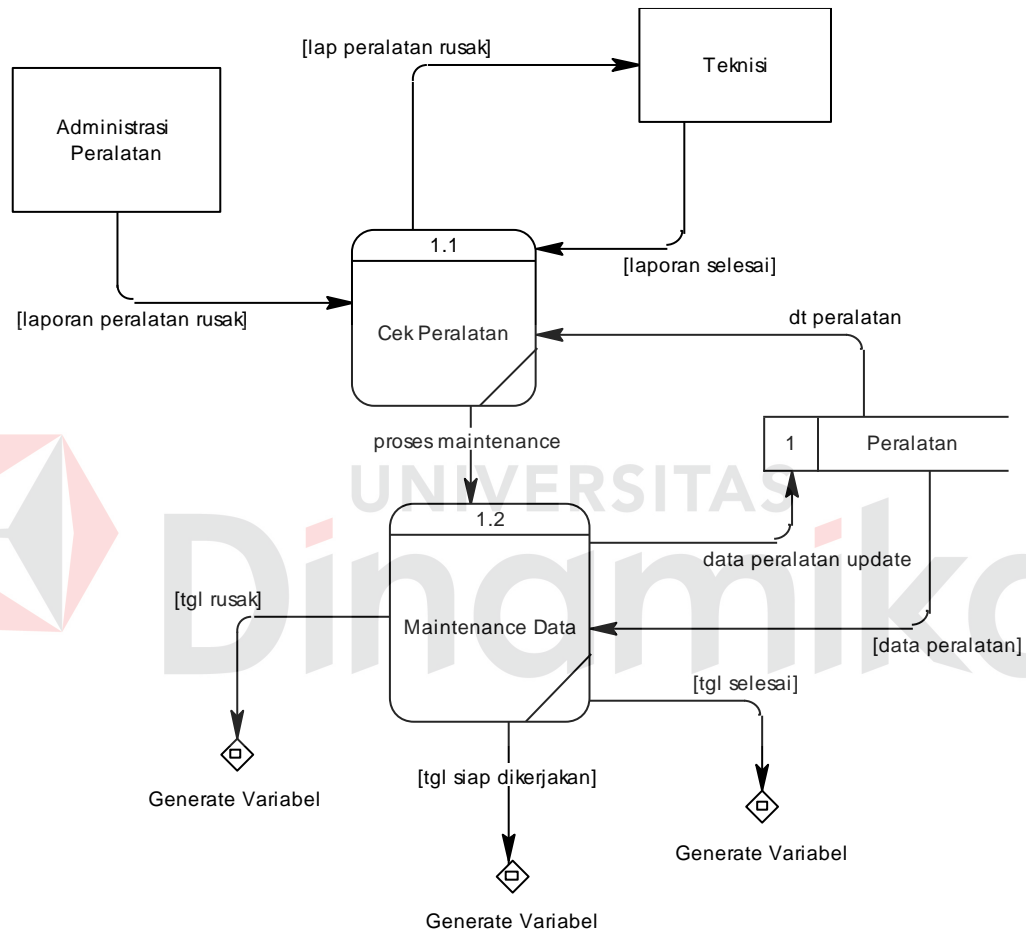 [lap peralatan rusak]
Teknisi
Administrasi
Peralatan
1.1
[laporan selesai]
[laporan peralatan rusak]
Cek Peralatan
dt peralatan
proses maintenance
1
Peralatan
UNIVERSITAS
Dinamika
1.2
data peralatan update
[tgl rusak]
Maintenance Data
[data peralatan]
[tgl selesai]
[tgl siap dikerjakan]
Generate Variabel
Generate Variabel
Generate Variabel